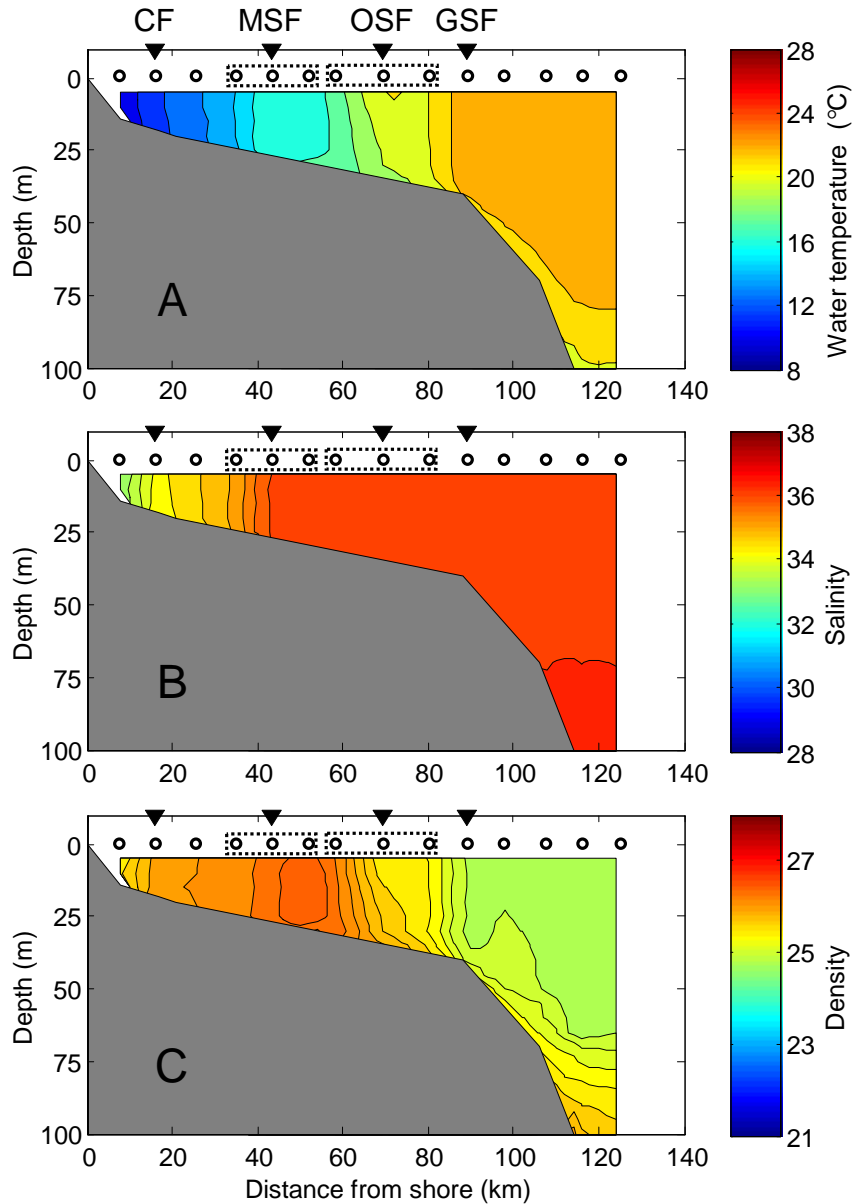 CF MSF OSF GSF
0
25
50
75
100
Depth (m)
A
0 20 40 60 80 100 120 140
28
24
20
16
12
8
Water temperature (°C)
0
25
50
75
100
Depth (m)
B
0 20 40 60 80 100 120 140
38
36
34
32
30
28
Salinity
0
25
50
75
100
Depth (m)
C
0 20 40 60 80 100 120 140
Distance from shore (km)
27
25
23
21
Density